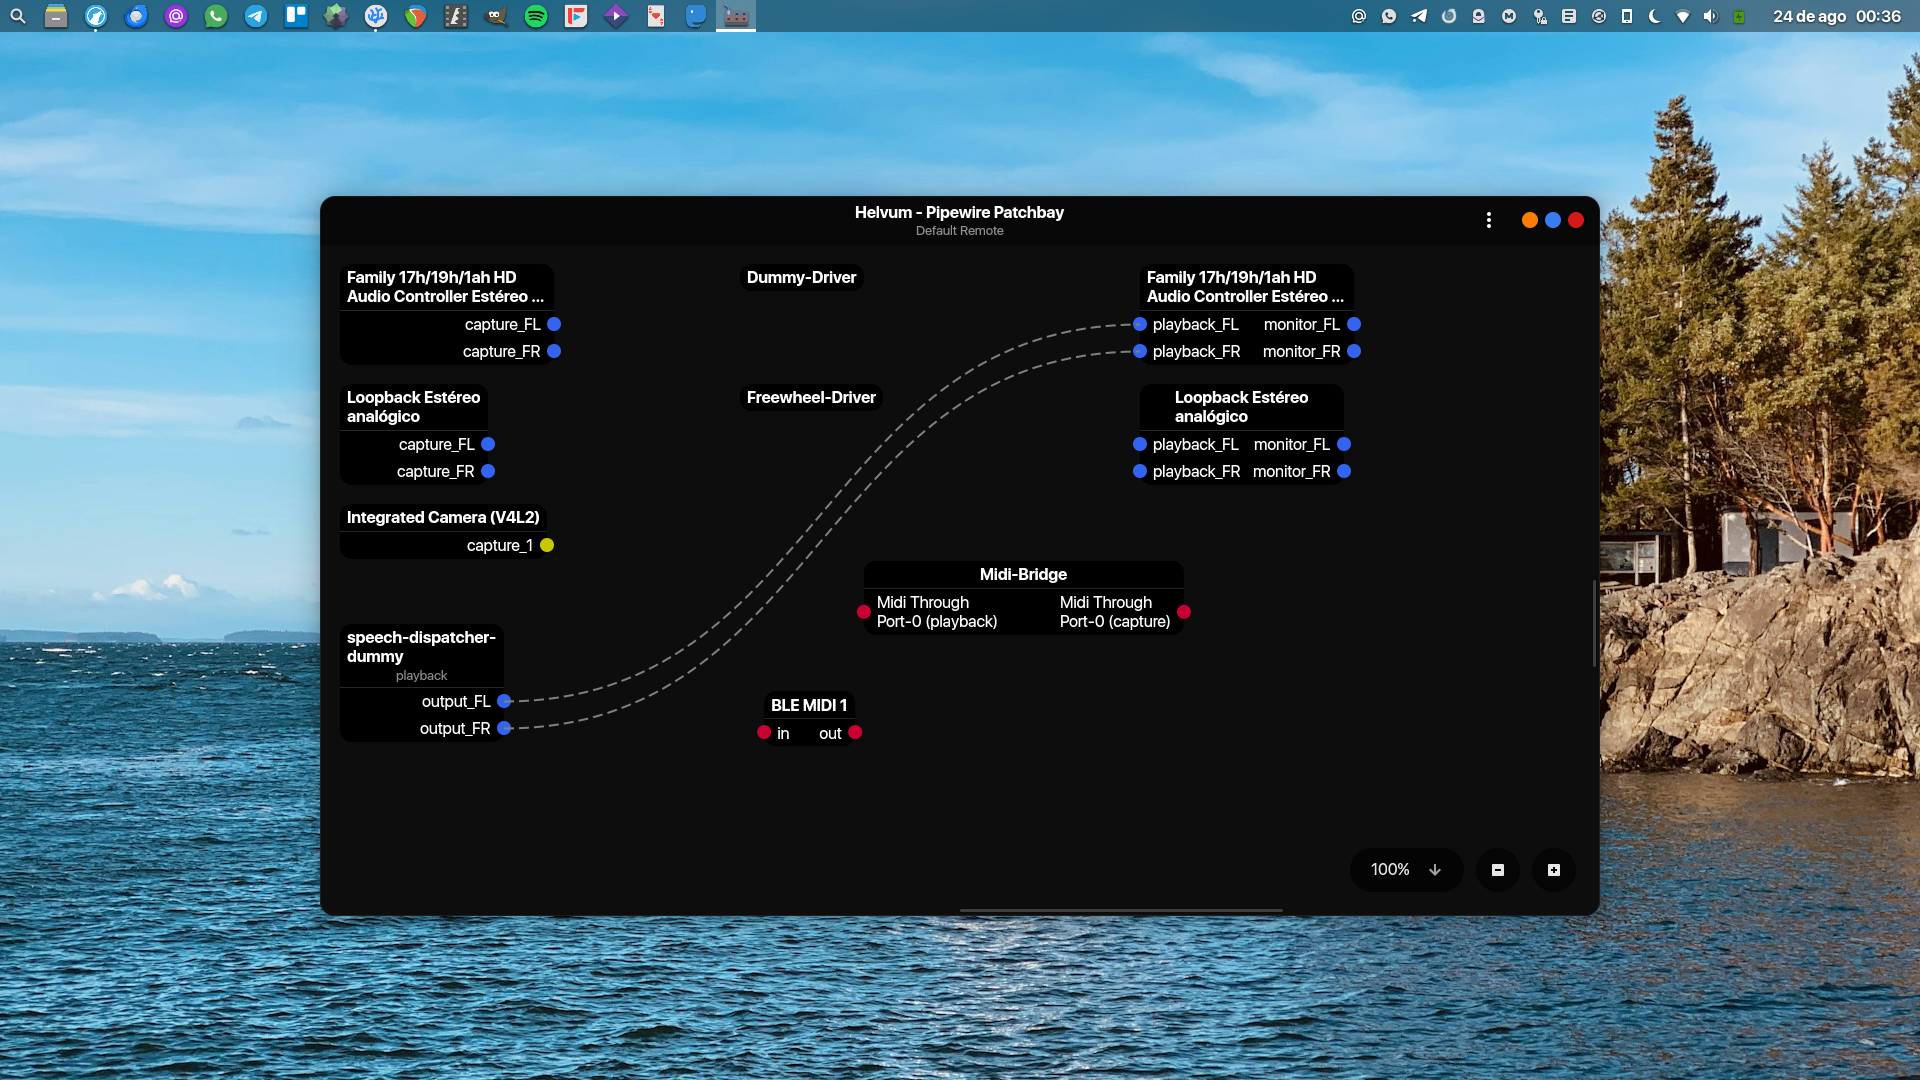 24 de ago 00:36
Helvum - Pipewire Patchbay
Default Remote
Family 17h/19h/1ah HD
Audio Controller Estéreo ...
capture_FL
capture_FR
Loopback Estéreo
analógico
capture_FL
capture_FR
Integrated Camera (V4L2)
capture_1
speech-dispatcher-
dummy
playback
output_FL
output_FR
Dummy-Driver
Freewheel-Driver
Midi-Bridge
Midi Through
Port-0 (playback)
Midi Through
Port-0 (capture)
BLE MIDI 1
in out
Family 17h/19h/1ah HD
Audio Controller Estéreo ...
playback_FL monitor_FL
playback_FR monitor_FR
Loopback Estéreo
analógico
playback_FL monitor_FL
playback_FR monitor_FR
100%